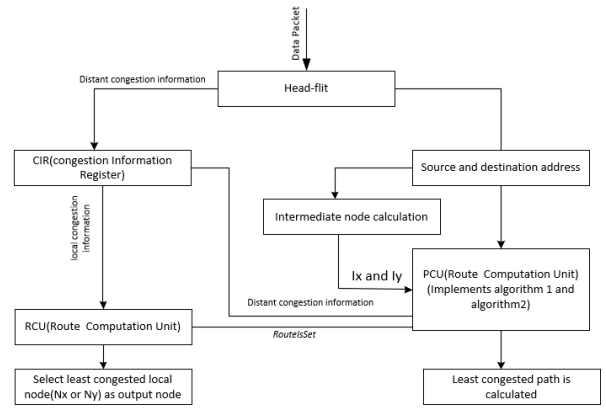 Data Packet
Distant congestion information
Head-flit
CIR(congestion Information
Register)
Source and destination address
local congestion
information
Intermediate node calculation
Ix and Iy
PCU(Route Computation Unit)
(Implements algorithm 1 and
algorithm2)
Distant congestion information
RCU(Route Computation Unit)
RouteIsSet
Select least congested local
node(Nx or Ny) as output node
Least congested path is
calculated